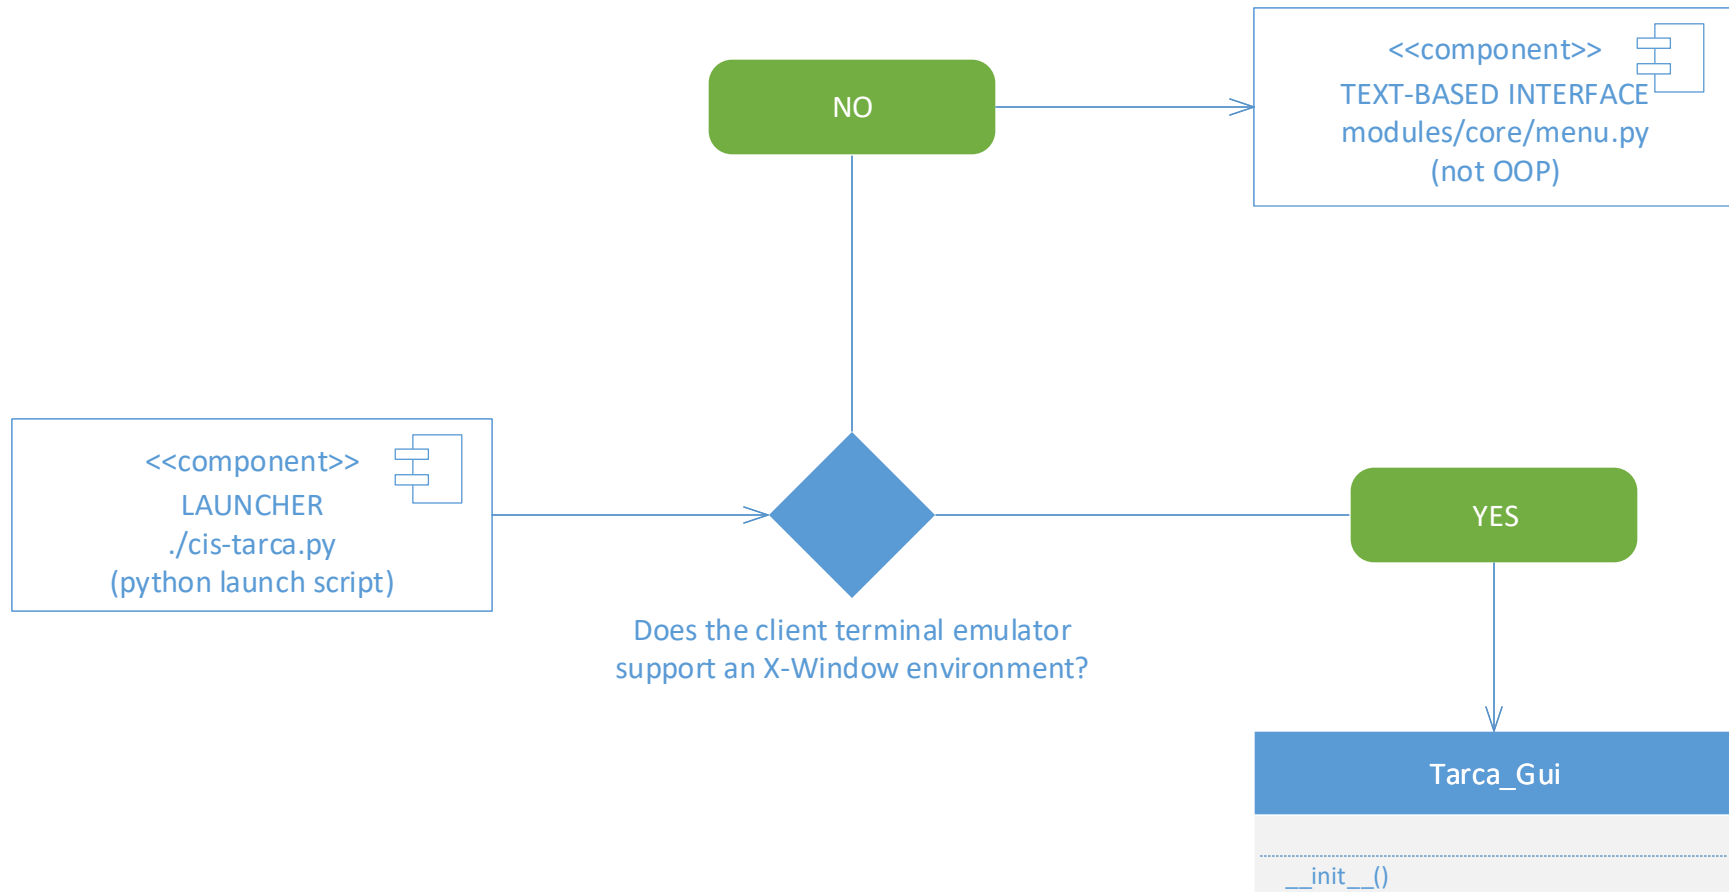 NO
<<component>>
TEXT-BASED INTERFACE
modules/core/menu.py
(not OOP)
<<component>>
LAUNCHER
./cis-tarca.py
(python launch script)
Does the client terminal emulator
support an X-Window environment?
YES
Tarca_Gui
__init__()